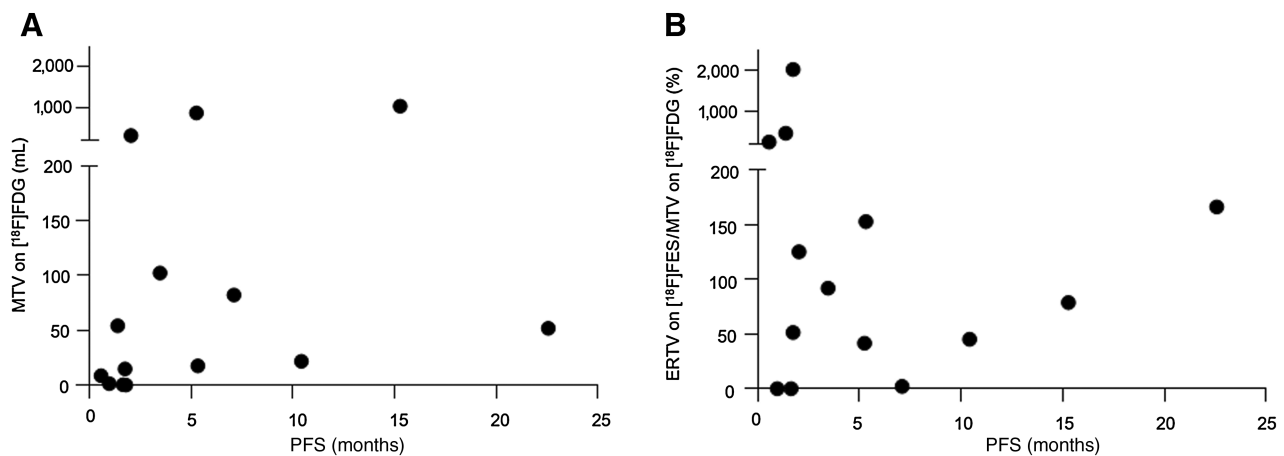 A
MTV on [¹⁸F]FDG (mL)
2,000
1,000
200
150
100
50
0
0 5 10 15 20 25
PFS (months)
B
ERTV on [¹⁸F]FES/MTV on [¹⁸F]FDG (%)
2,000
1,000
200
150
100
50
0
0 5 10 15 20 25
PFS (months)